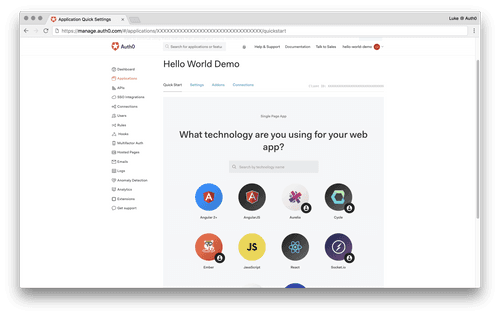 Application Quick Settings
Luke @ Auth0
https://manage.auth0.com/#/applications/XXXXXXXXXXXXXXXXXXXXXXXXXXXXXXXX/quickstart
Auth0
Search for applications or
Help & Support
Documentation
Talk to Sales
hello-world-demo
Dashboard
Applications
APIs
SSO Integrations
Connections
Users
Rules
Hooks
Multifactor Auth
Hosted Pages
Emails
Logs
Anomaly Detection
Analytics
Extensions
Get support
Hello World Demo
Quick Start
Settings
Addons
Connections
Single Page App
What technology are you using for your web
app?
Search by technology name
Angular 2+
AngularJS
Aurelia
Cycle
Ember
JS
JavaScript
React
Socket.io